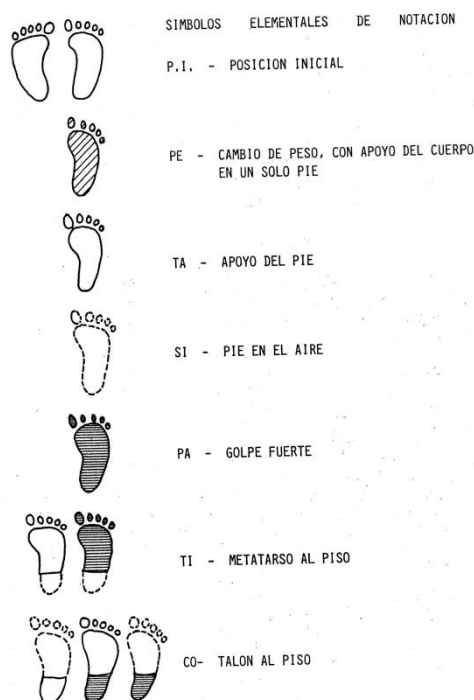 SIMBOLOS ELEMENTALES DE NOTACION
P.I. - POSICION INICIAL
PE - CAMBIO DE PESO, CON APOYO DEL CUERPO
EN UN SOLO PIE
TA - APOYO DEL PIE
SI - PIE EN EL AIRE
PA - GOLPE FUERTE
TI - METATARSO AL PISO
CO- TALON AL PISO